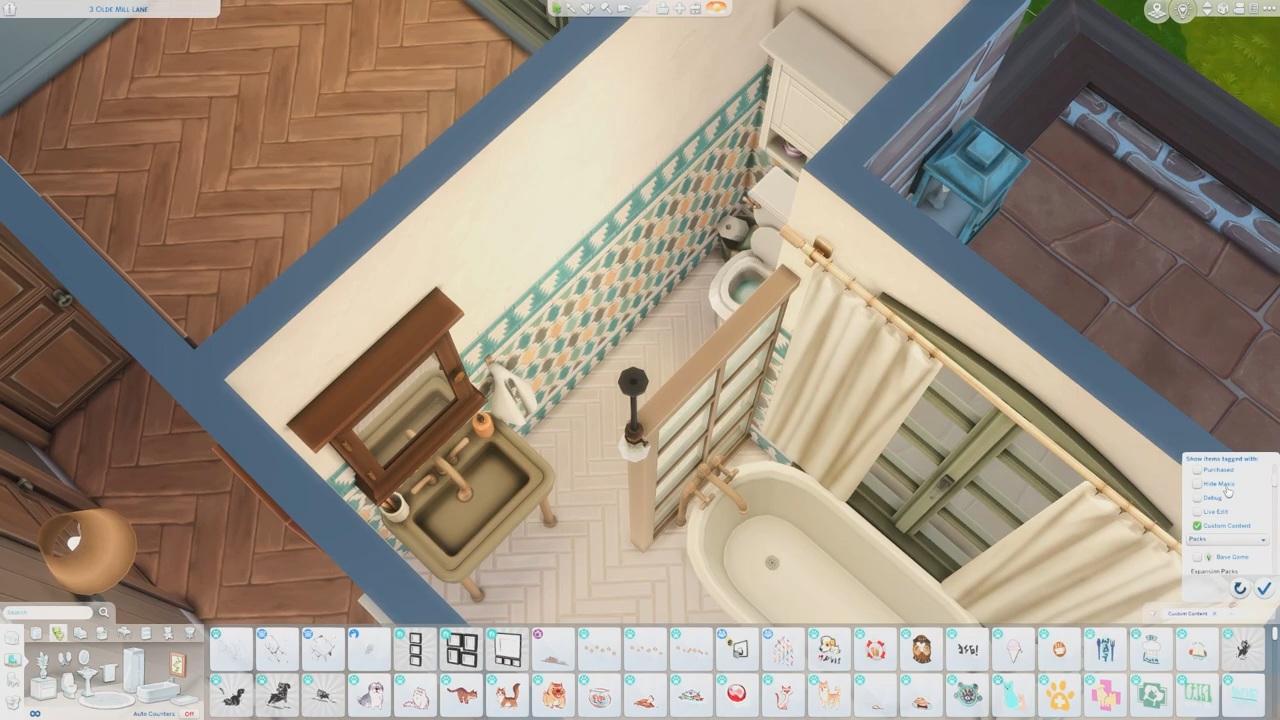 3 OLDE MILL LANE
Show items tagged with:
Purchased
Hide Magic
Debug
Live Edit
Custom Content
Packs
Base Game
Expansion Packs
Custom Content
Search
Auto Counters
Off